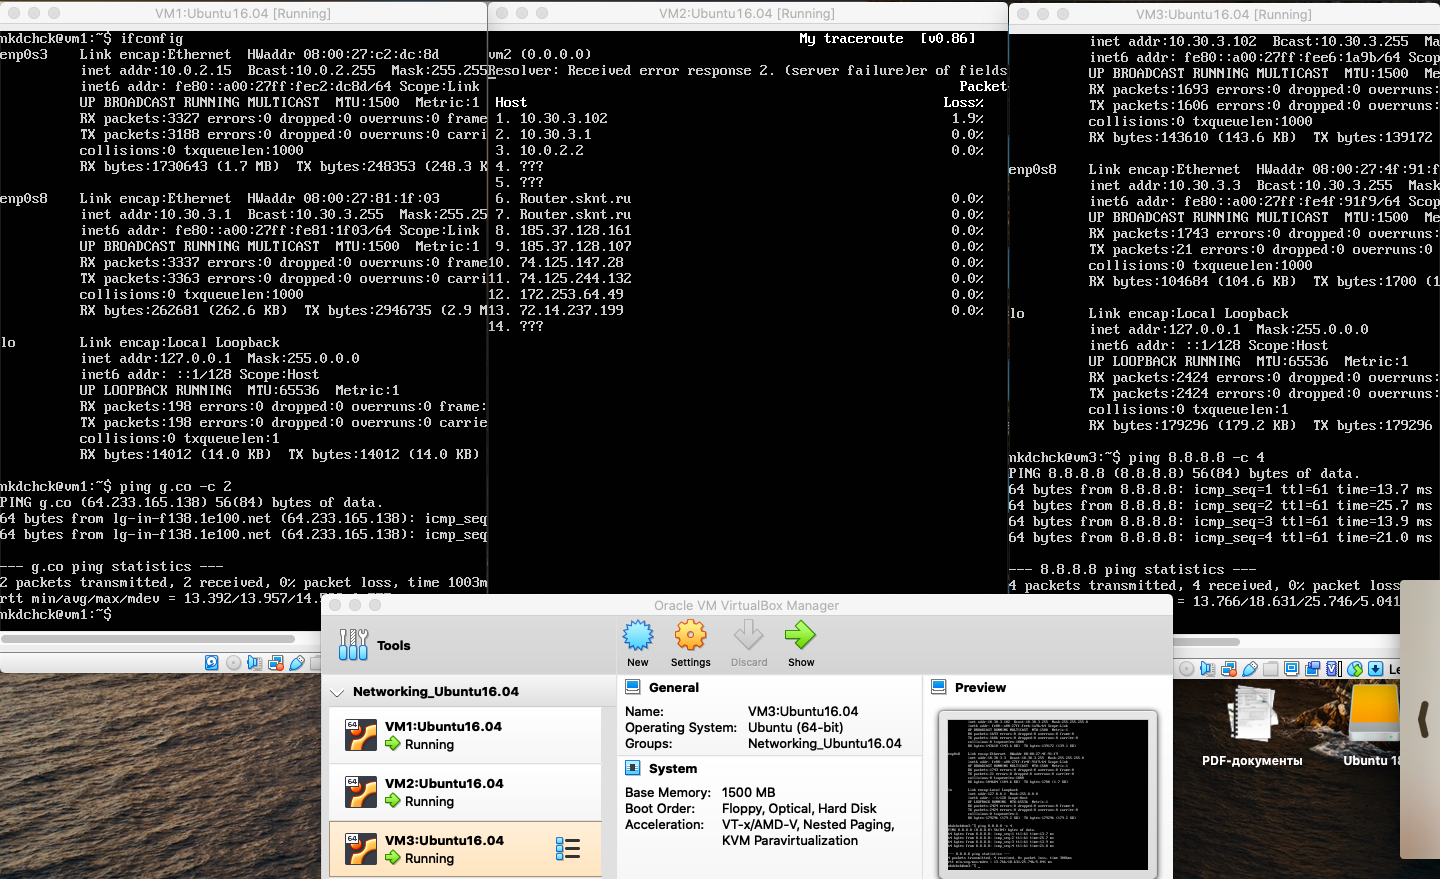 VM1:Ubuntu16.04 [Running]
nkdchck@vm1:~$ ifconfig
enp0s3    Link encap:Ethernet  HWaddr 08:00:27:c2:dc:8d
inet addr:10.0.2.15  Bcast:10.0.2.255  Mask:255.255
inet6 addr: fe80::a00:27ff:fec2:dc8d/64 Scope:Link
UP BROADCAST RUNNING MULTICAST  MTU:1500  Metric:1
RX packets:3327 errors:0 dropped:0 overruns:0 frame
TX packets:3188 errors:0 dropped:0 overruns:0 carri
collisions:0 txqueuelen:1000
RX bytes:1730643 (1.7 MB)  TX bytes:248353 (248.3 K
enp0s8    Link encap:Ethernet  HWaddr 08:00:27:81:1f:03
inet addr:10.30.3.1  Bcast:10.30.3.255  Mask:255.25
inet6 addr: fe80::a00:27ff:fe81:1f03/64 Scope:Link
UP BROADCAST RUNNING MULTICAST  MTU:1500  Metric:1
RX packets:3337 errors:0 dropped:0 overruns:0 frame
TX packets:3363 errors:0 dropped:0 overruns:0 carri
collisions:0 txqueuelen:1000
RX bytes:262681 (262.6 KB)  TX bytes:2946735 (2.9 M
lo        Link encap:Local Loopback
inet addr:127.0.0.1  Mask:255.0.0.0
inet6 addr: ::1/128 Scope:Host
UP LOOPBACK RUNNING  MTU:65536  Metric:1
RX packets:198 errors:0 dropped:0 overruns:0 frame:
TX packets:198 errors:0 dropped:0 overruns:0 carrie
collisions:0 txqueuelen:1
RX bytes:14012 (14.0 KB)  TX bytes:14012 (14.0 KB)
nkdchck@vm1:~$ ping g.co -c 2
PING g.co (64.233.165.138) 56(84) bytes of data.
64 bytes from lg-in-f138.1e100.net (64.233.165.138): icmp_seq
64 bytes from lg-in-f138.1e100.net (64.233.165.138): icmp_seq
--- g.co ping statistics ---
2 packets transmitted, 2 received, 0% packet loss, time 1003m
rtt min/avg/max/mdev = 13.392/13.957/14.
nkdchck@vm1:~$
VM2:Ubuntu16.04 [Running]
My traceroute  [v0.86]
vm2 (0.0.0.0)
Resolver: Received error response 2. (server failure)er of fields
Packet
Host    Loss%
1. 10.30.3.102    1.9%
2. 10.30.3.1    0.0%
3. 10.0.2.2    0.0%
4. ???
5. ???
6. Router.sknt.ru    0.0%
7. Router.sknt.ru    0.0%
8. 185.37.128.161    0.0%
9. 185.37.128.107    0.0%
10. 74.125.147.28    0.0%
11. 74.125.244.132    0.0%
12. 172.253.64.49    0.0%
13. 72.14.237.199    0.0%
14. ???
VM3:Ubuntu16.04 [Running]
inet addr:10.30.3.102  Bcast:10.30.3.255  Ma
inet6 addr: fe80::a00:27ff:fee6:1a9b/64 Scop
UP BROADCAST RUNNING MULTICAST  MTU:1500  Me
RX packets:1693 errors:0 dropped:0 overruns:
TX packets:1606 errors:0 dropped:0 overruns:
collisions:0 txqueuelen:1000
RX bytes:143610 (143.6 KB)  TX bytes:139172
enp0s8    Link encap:Ethernet  HWaddr 08:00:27:4f:91:f
inet addr:10.30.3.3  Bcast:10.30.3.255  Mask
inet6 addr: fe80::a00:27ff:fe4f:91f9/64 Scop
UP BROADCAST RUNNING MULTICAST  MTU:1500  Me
RX packets:1743 errors:0 dropped:0 overruns:
TX packets:21 errors:0 dropped:0 overruns:0
collisions:0 txqueuelen:1000
RX bytes:104684 (104.6 KB)  TX bytes:1700 (1
lo        Link encap:Local Loopback
inet addr:127.0.0.1  Mask:255.0.0.0
inet6 addr: ::1/128 Scope:Host
UP LOOPBACK RUNNING  MTU:65536  Metric:1
RX packets:2424 errors:0 dropped:0 overruns:
TX packets:2424 errors:0 dropped:0 overruns:
collisions:0 txqueuelen:1
RX bytes:179296 (179.2 KB)  TX bytes:179296
nkdchck@vm3:~$ ping 8.8.8.8 -c 4
PING 8.8.8.8 (8.8.8.8) 56(84) bytes of data.
64 bytes from 8.8.8.8: icmp_seq=1 ttl=61 time=13.7 ms
64 bytes from 8.8.8.8: icmp_seq=2 ttl=61 time=25.7 ms
64 bytes from 8.8.8.8: icmp_seq=3 ttl=61 time=13.9 ms
64 bytes from 8.8.8.8: icmp_seq=4 ttl=61 time=21.0 ms
--- 8.8.8.8 ping statistics ---
4 packets transmitted, 4 received, 0% packet loss
= 13.766/18.631/25.746/5.041
Le
Oracle VM VirtualBox Manager
Tools
New
Settings
Discard
Show
Networking_Ubuntu16.04
64
VM1:Ubuntu16.04
Running
64
VM2:Ubuntu16.04
Running
64
VM3:Ubuntu16.04
Running
General
Name: VM3:Ubuntu16.04
Operating System: Ubuntu (64-bit)
Groups: Networking_Ubuntu16.04
System
Base Memory: 1500 MB
Boot Order: Floppy, Optical, Hard Disk
Acceleration: VT-x/AMD-V, Nested Paging,
KVM Paravirtualization
Preview
PDF-документы
Ubuntu 18